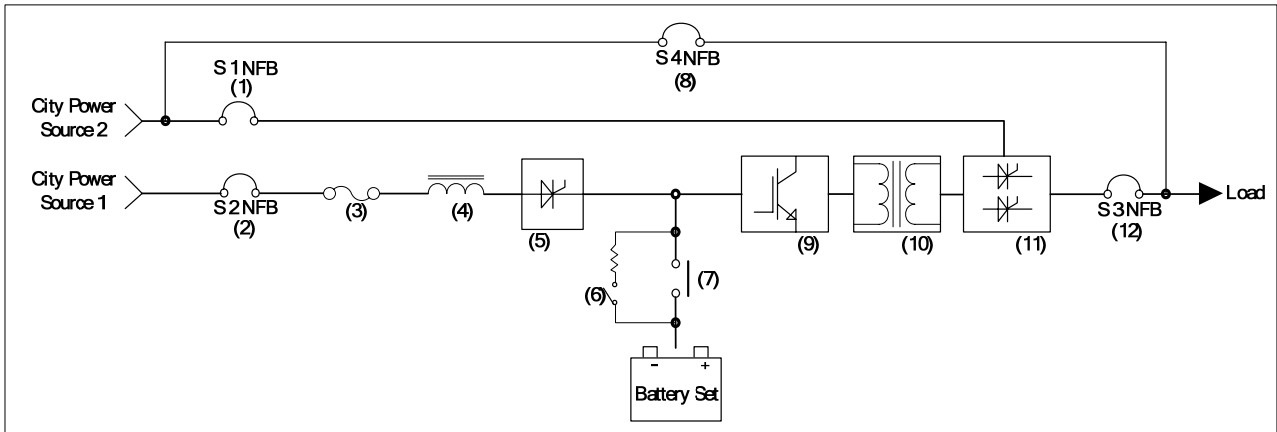 S4NFB
(8)
S1NFB
(1)
City Power
Source 2
City Power
Source 1
S2NFB
(2)
(3)
(4)
(5)
(9)
(10)
(11)
S3NFB
(12)
Load
(6)
(7)
- +
Battery Set